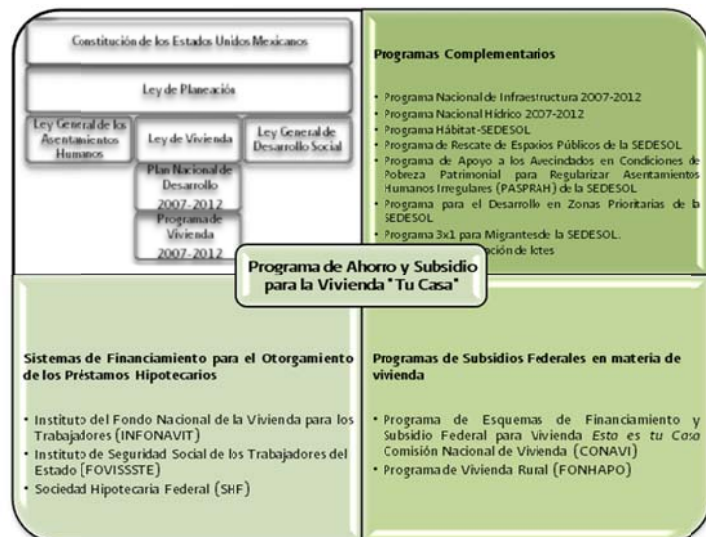 Constitución de los Estados Unidos Mexicanos
Ley de Planeación
Ley General de los
Asentamientos
Humanos
Ley de Vivienda
Ley General de
Desarrollo Social
Plan Nacional de
Desarrollo
2007-2012
Programa de
Vivienda
2007-2012
Programas Complementarios
• Programa Nacional de Infraestructura 2007-2012
• Programa Nacional Hídrico 2007-2012
• Programa Hábitat-SEDESOL
• Programa de Rescate de Espacios Públicos de la SEDESOL
• Programa de Apoyo a los Avecindados en Condiciones de
Pobreza Patrimonial para Regularizar Asentamientos
Humanos Irregulares (PASPRAH) de la SEDESOL
• Programa para el Desarrollo en Zonas Prioritarias de la
SEDESOL
• Programa 3x1 para Migrantes de la SEDESOL.
de lotes
Programa de Ahorro y Subsidio
para la Vivienda "Tu Casa"
Sistemas de Financiamiento para el Otorgamiento
de los Préstamos Hipotecarios
• Instituto del Fondo Nacional de la Vivienda para los
Trabajadores (INFONAVIT)
• Instituto de Seguridad Social de los Trabajadores del
Estado (FOVISSSTE)
• Sociedad Hipotecaria Federal (SHF)
Programas de Subsidios Federales en materia de
vivienda
• Programa de Esquemas de Financiamiento y
Subsidio Federal para Vivienda Esta es tu Casa
Comisión Nacional de Vivienda (CONAVI)
• Programa de Vivienda Rural (FONHAPO)